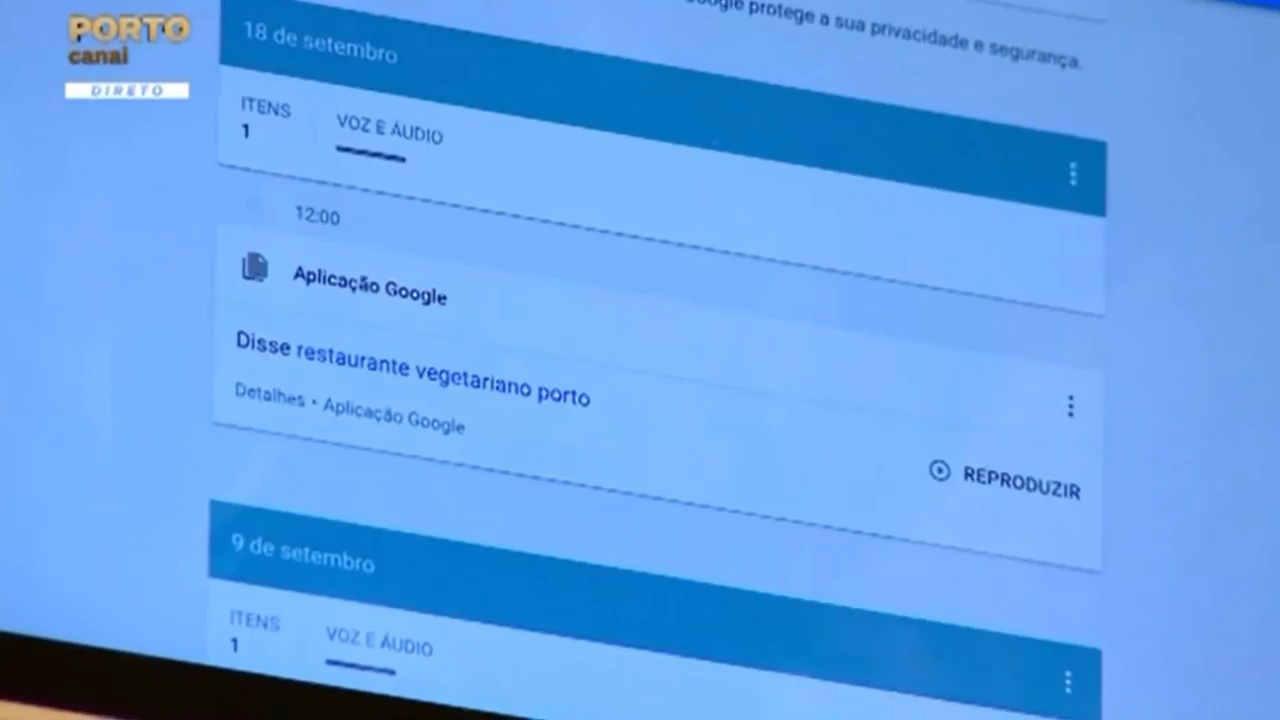 PORTO
canal
DIRETO
oogle protege a sua privacidade e segurança.
18 de setembro
ITENS
1
VOZ E ÁUDIO
12:00
Aplicação Google
Disse restaurante vegetariano porto
Detalhes • Aplicação Google
REPRODUZIR
9 de setembro
ITENS
1
VOZ E ÁUDIO